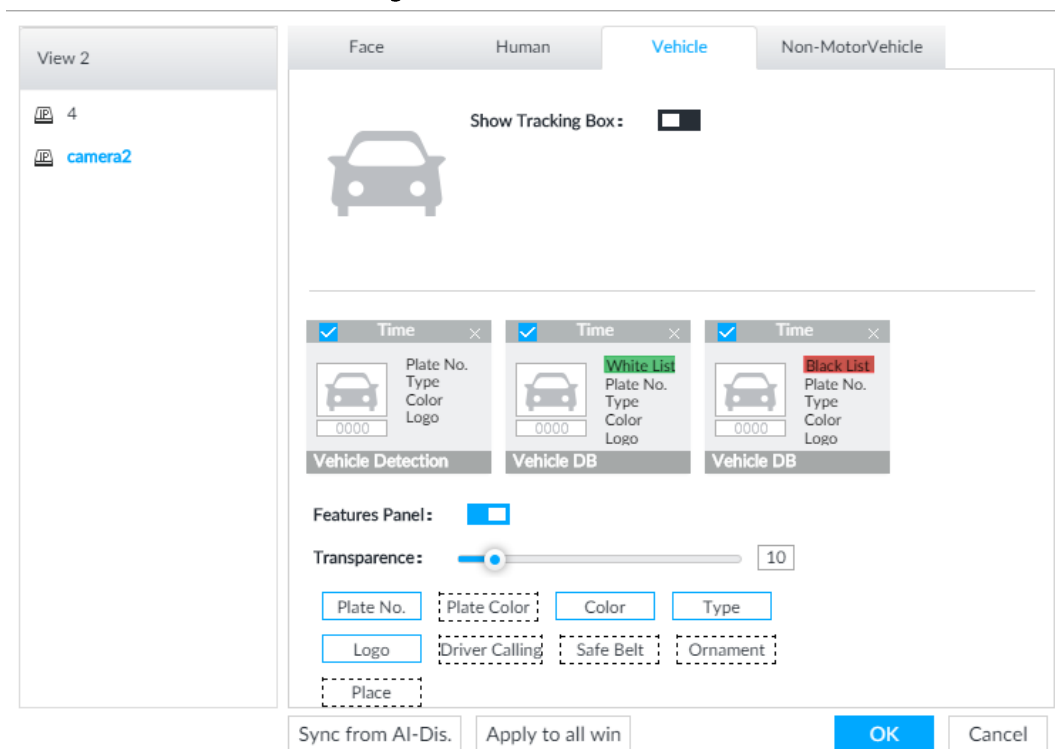 View 2
4
camera2
Face Human Vehicle Non-MotorVehicle
Show Tracking Box:
Time
Plate No.
Type
Color
Logo
0000
Vehicle Detection
Time
White List
Plate No.
Type
Color
Logo
0000
Vehicle DB
Time
Black List
Plate No.
Type
Color
Logo
0000
Vehicle DB
Features Panel:
Transparence: 10
Plate No. Plate Color Color Type
Logo Driver Calling Safe Belt Ornament
Place
Sync from AI-Dis. Apply to all win OK Cancel